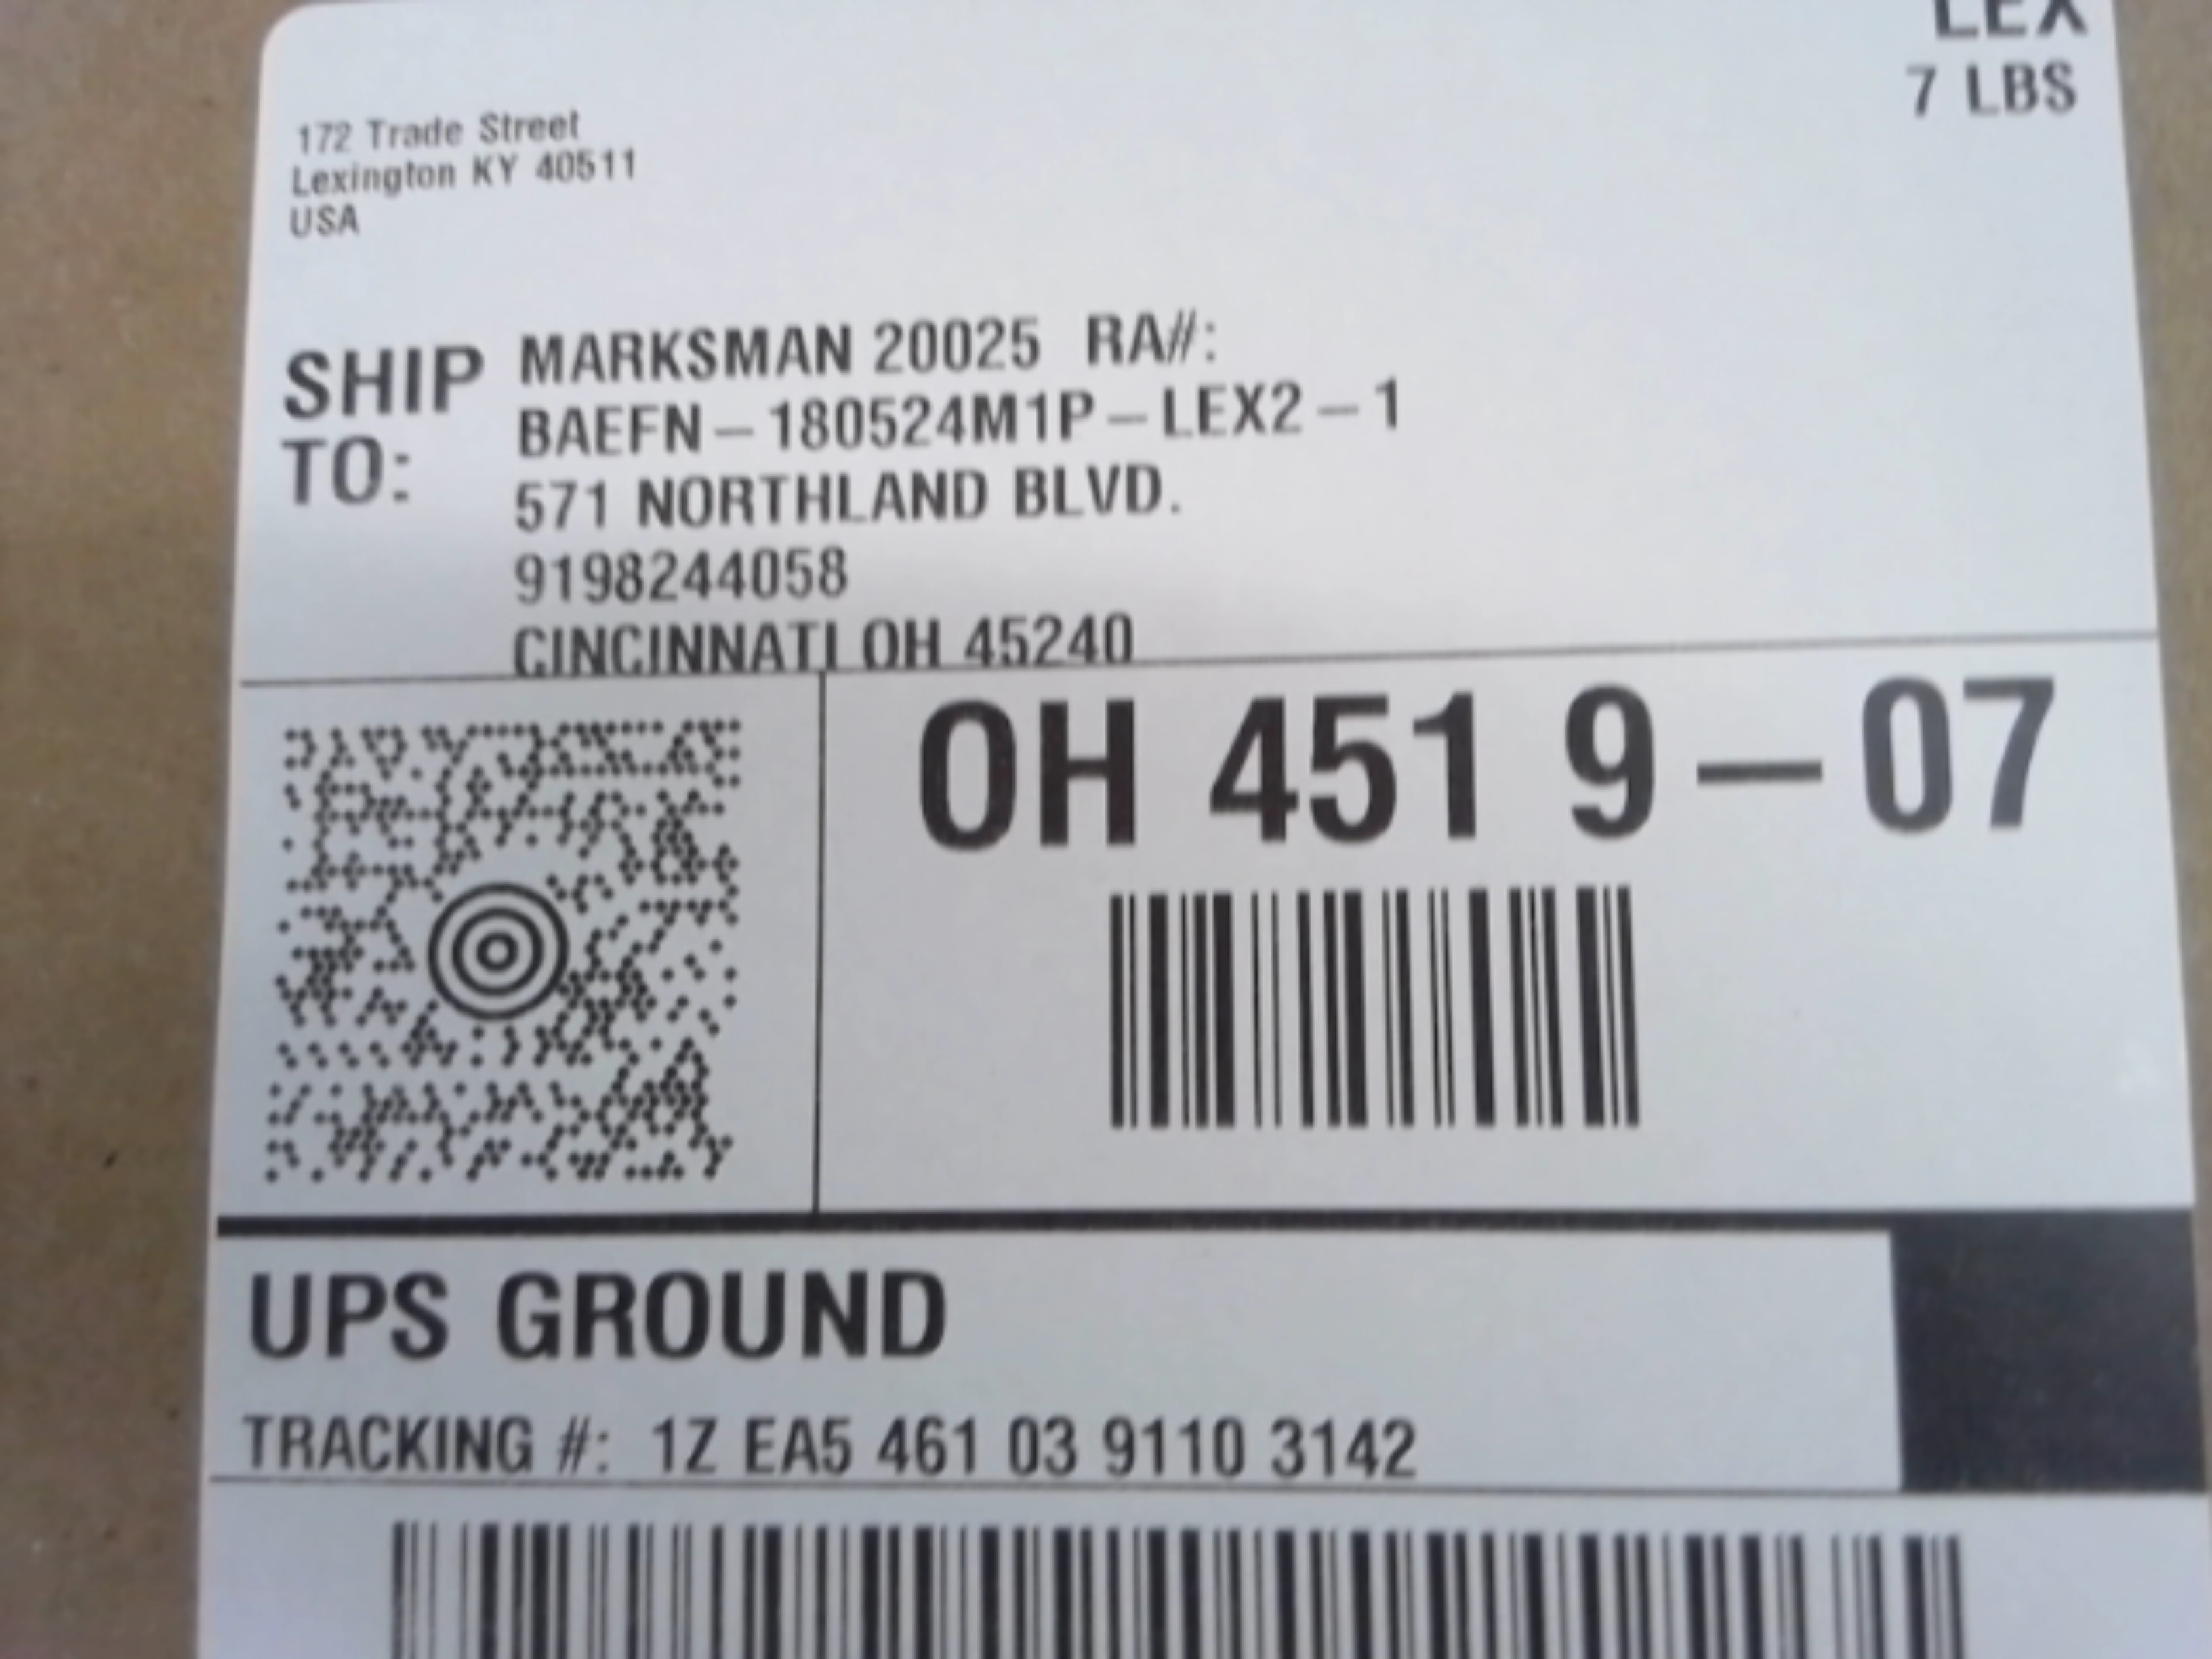 LEX
7 LBS
172 Trade Street
Lexington KY 40511
USA
SHIP TO:
MARKSMAN 20025 RA#:
BAEFN-180524M1P-LEX2-1
571 NORTHLAND BLVD.
9198244058
CINCINNATI OH 45240
OH 451 9-07
UPS GROUND
TRACKING #: 1Z EA5 461 03 9110 3142